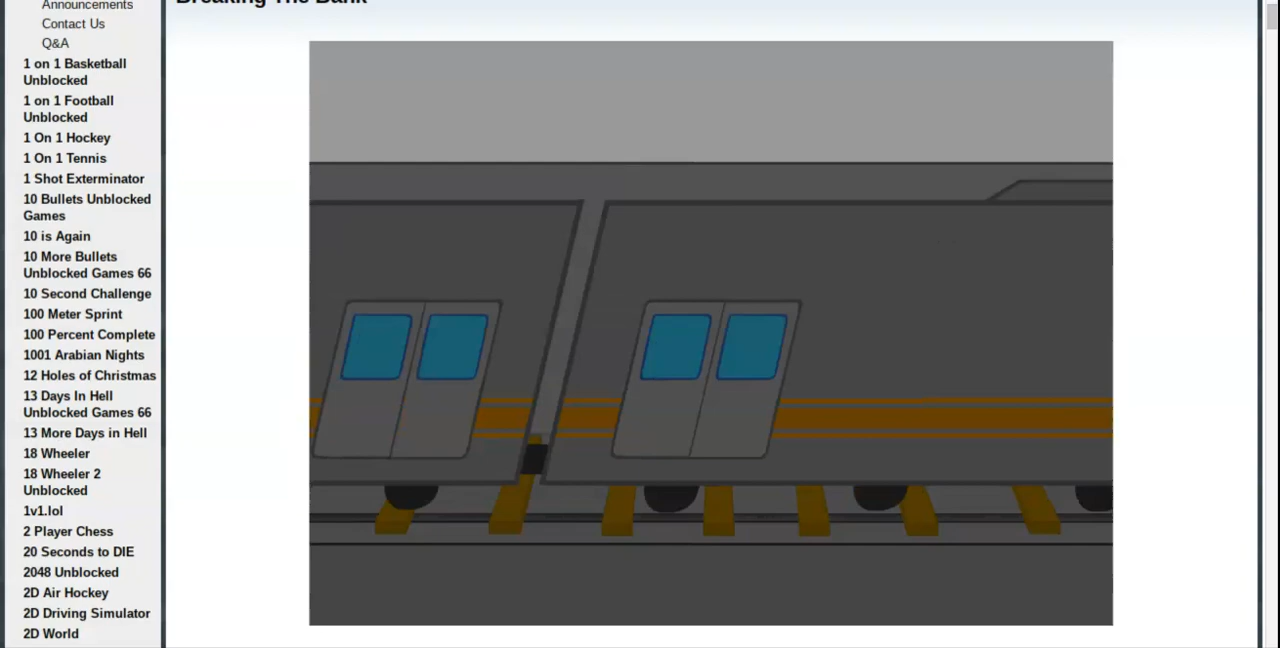 Announcements
Breaking The Bank
Contact Us
Q&A
1 on 1 Basketball
Unblocked
1 on 1 Football
Unblocked
1 On 1 Hockey
1 On 1 Tennis
1 Shot Exterminator
10 Bullets Unblocked
Games
10 is Again
10 More Bullets
Unblocked Games 66
10 Second Challenge
100 Meter Sprint
100 Percent Complete
1001 Arabian Nights
12 Holes of Christmas
13 Days In Hell
Unblocked Games 66
13 More Days in Hell
18 Wheeler
18 Wheeler 2
Unblocked
1v1.lol
2 Player Chess
20 Seconds to DIE
2048 Unblocked
2D Air Hockey
2D Driving Simulator
2D World